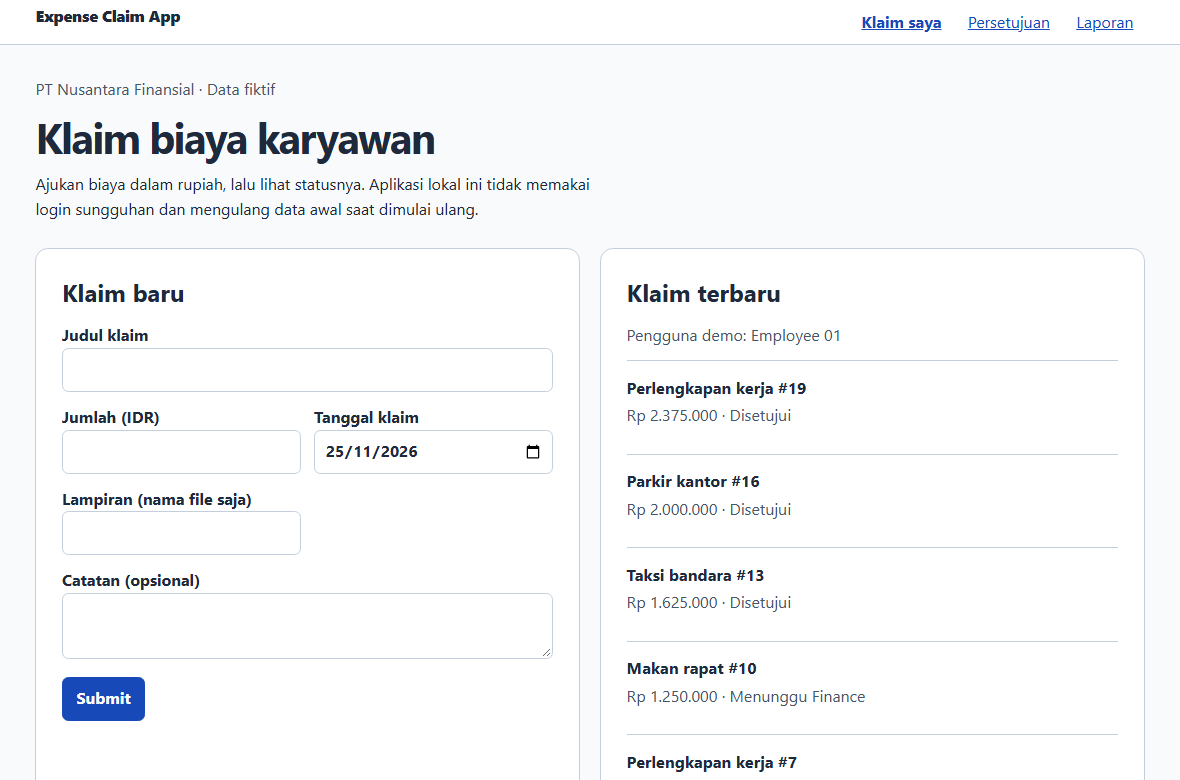 Expense Claim App
Klaim saya
Persetujuan
Laporan
PT Nusantara Finansial · Data fiktif
Klaim biaya karyawan
Ajukan biaya dalam rupiah, lalu lihat statusnya. Aplikasi lokal ini tidak memakai
login sungguhan dan mengulang data awal saat dimulai ulang.
Klaim baru
Judul klaim
Jumlah (IDR)
Tanggal klaim
25/11/2026
Lampiran (nama file saja)
Catatan (opsional)
Submit
Klaim terbaru
Pengguna demo: Employee 01
Perlengkapan kerja #19
Rp 2.375.000 · Disetujui
Parkir kantor #16
Rp 2.000.000 · Disetujui
Taksi bandara #13
Rp 1.625.000 · Disetujui
Makan rapat #10
Rp 1.250.000 · Menunggu Finance
Perlengkapan kerja #7